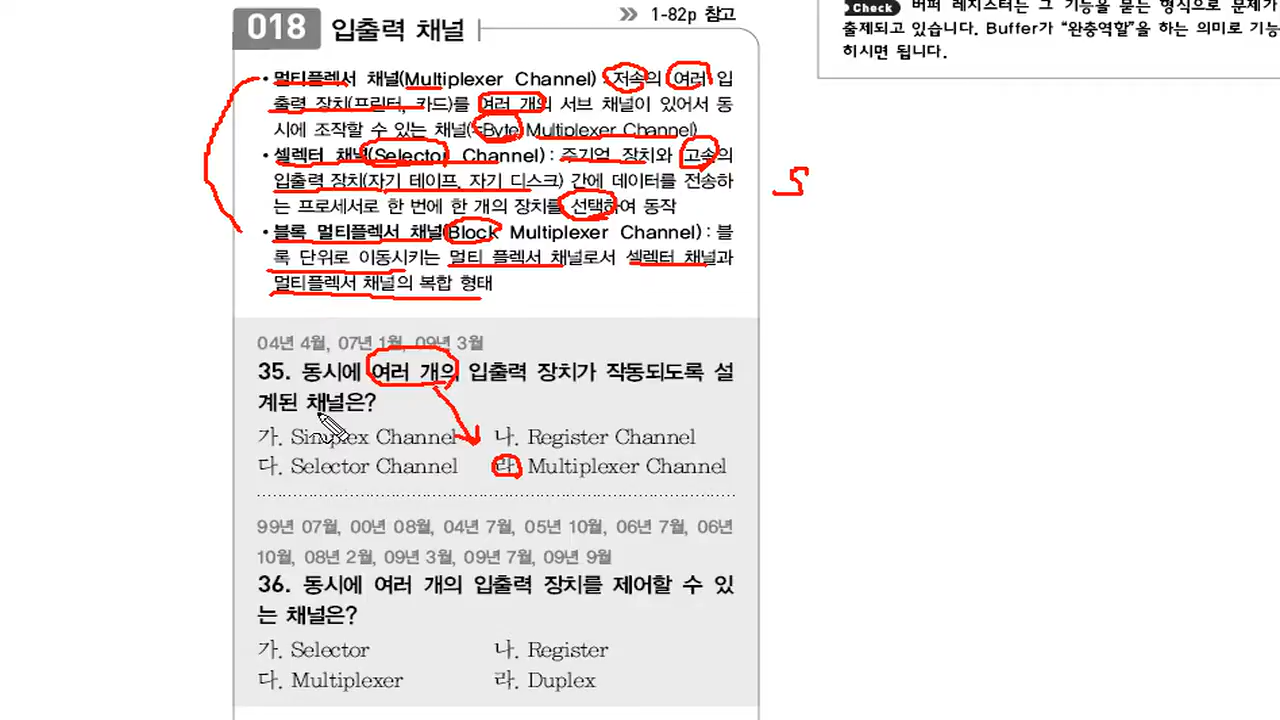 018 입출력 채널 >> 1-82p 참고
• 멀티플렉서 채널(Multiplexer Channel) : 저속의 여러 입
출력 장치(프린터, 카드)를 여러 개의 서브 채널이 있어서 동
시에 조작할 수 있는 채널(=Byte Multiplexer Channel)
• 셀렉터 채널(Selector Channel) : 주기억 장치와 고속의
입출력 장치(자기 테이프, 자기 디스크) 간에 데이터를 전송하
는 프로세서로 한 번에 한 개의 장치를 선택하여 동작
• 블록 멀티플렉서 채널(Block Multiplexer Channel) : 블
록 단위로 이동시키는 멀티 플렉서 채널로서 셀렉터 채널과
멀티플렉서 채널의 복합 형태
04년 4월, 07년 1월, 09년 3월
35. 동시에 여러 개의 입출력 장치가 작동되도록 설
계된 채널은?
가. Simplex Channel 나. Register Channel
다. Selector Channel 라. Multiplexer Channel
99년 07월, 00년 08월, 04년 7월, 05년 10월, 06년 7월, 06년
10월, 08년 2월, 09년 3월, 09년 7월, 09년 9월
36. 동시에 여러 개의 입출력 장치를 제어할 수 있
는 채널은?
가. Selector 나. Register
다. Multiplexer 라. Duplex
Check 버퍼 레지스터는 그 기능을 묻는 형식으로 문제가
출제되고 있습니다. Buffer가 "완충역할"을 하는 의미로 기능
히시면 됩니다.